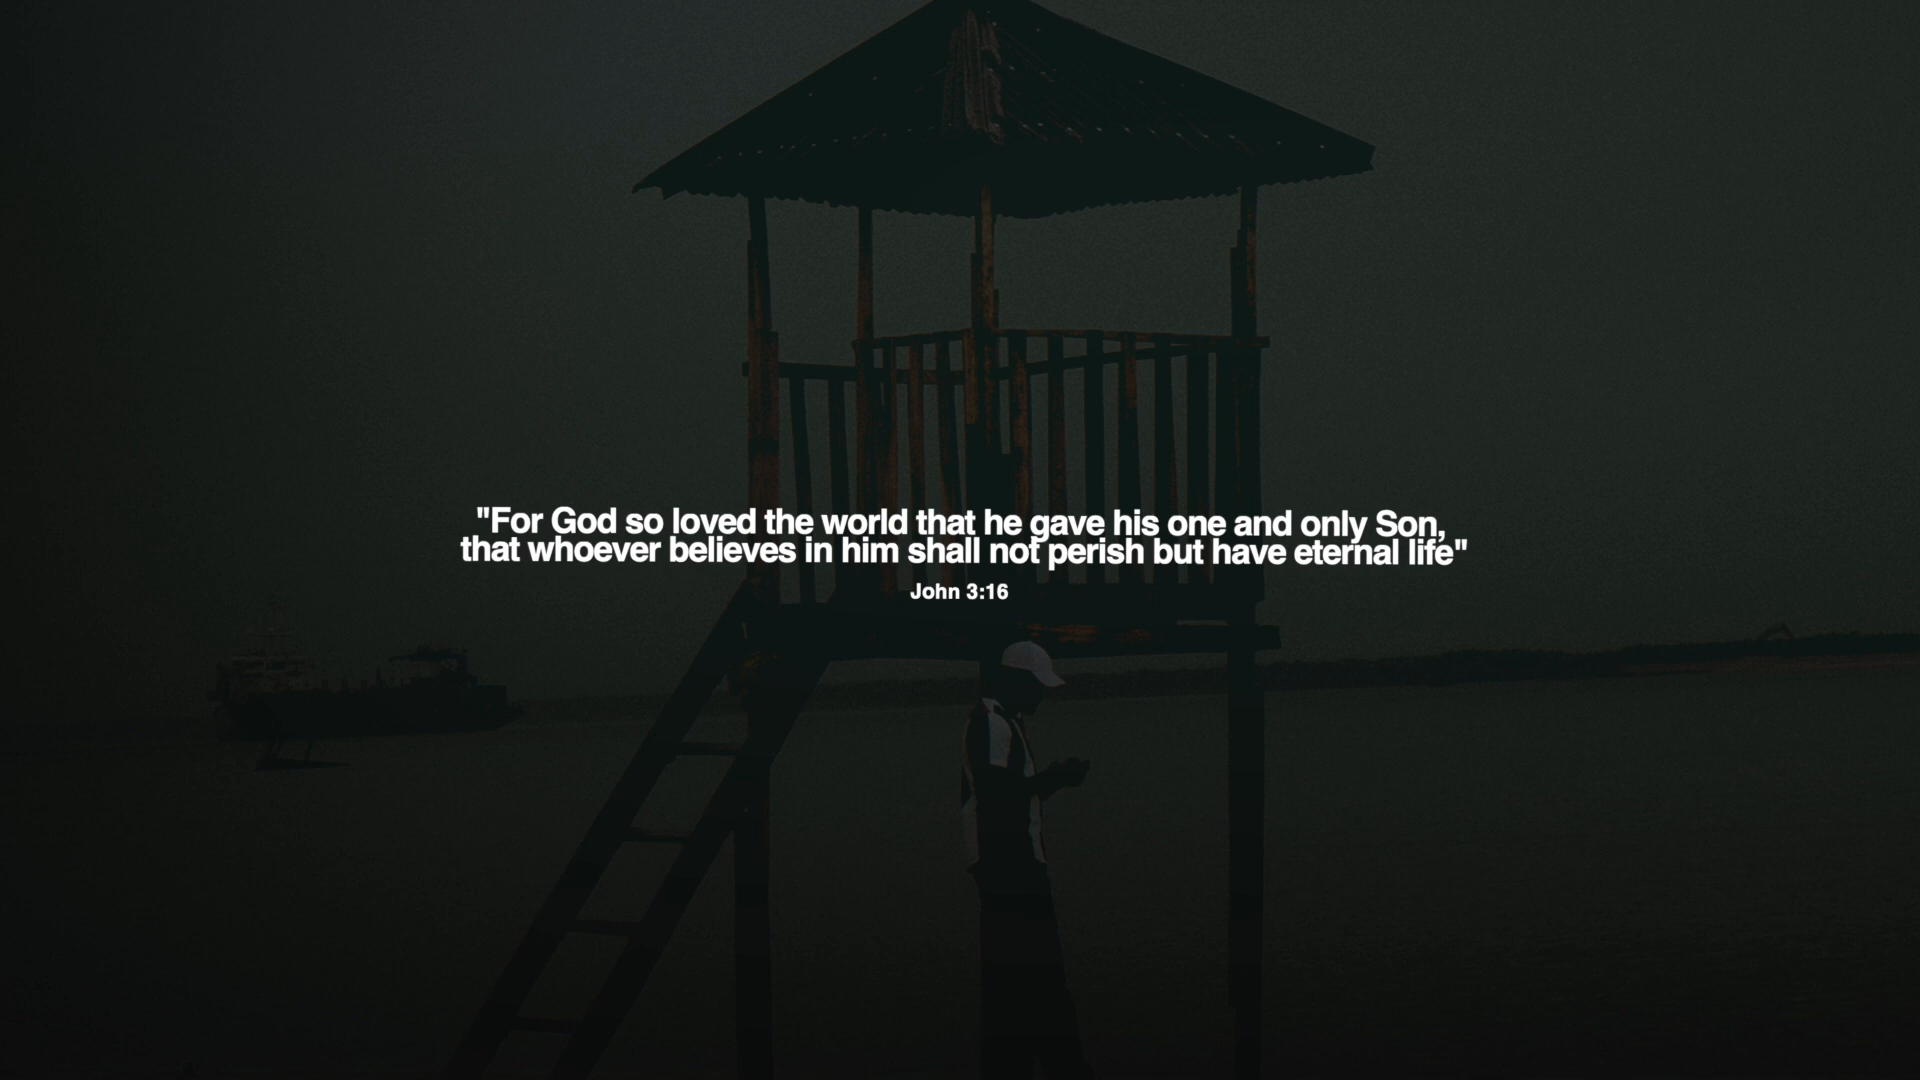 "For God so loved the world that he gave his one and only Son,
that whoever believes in him shall not perish but have eternal life"
John 3:16